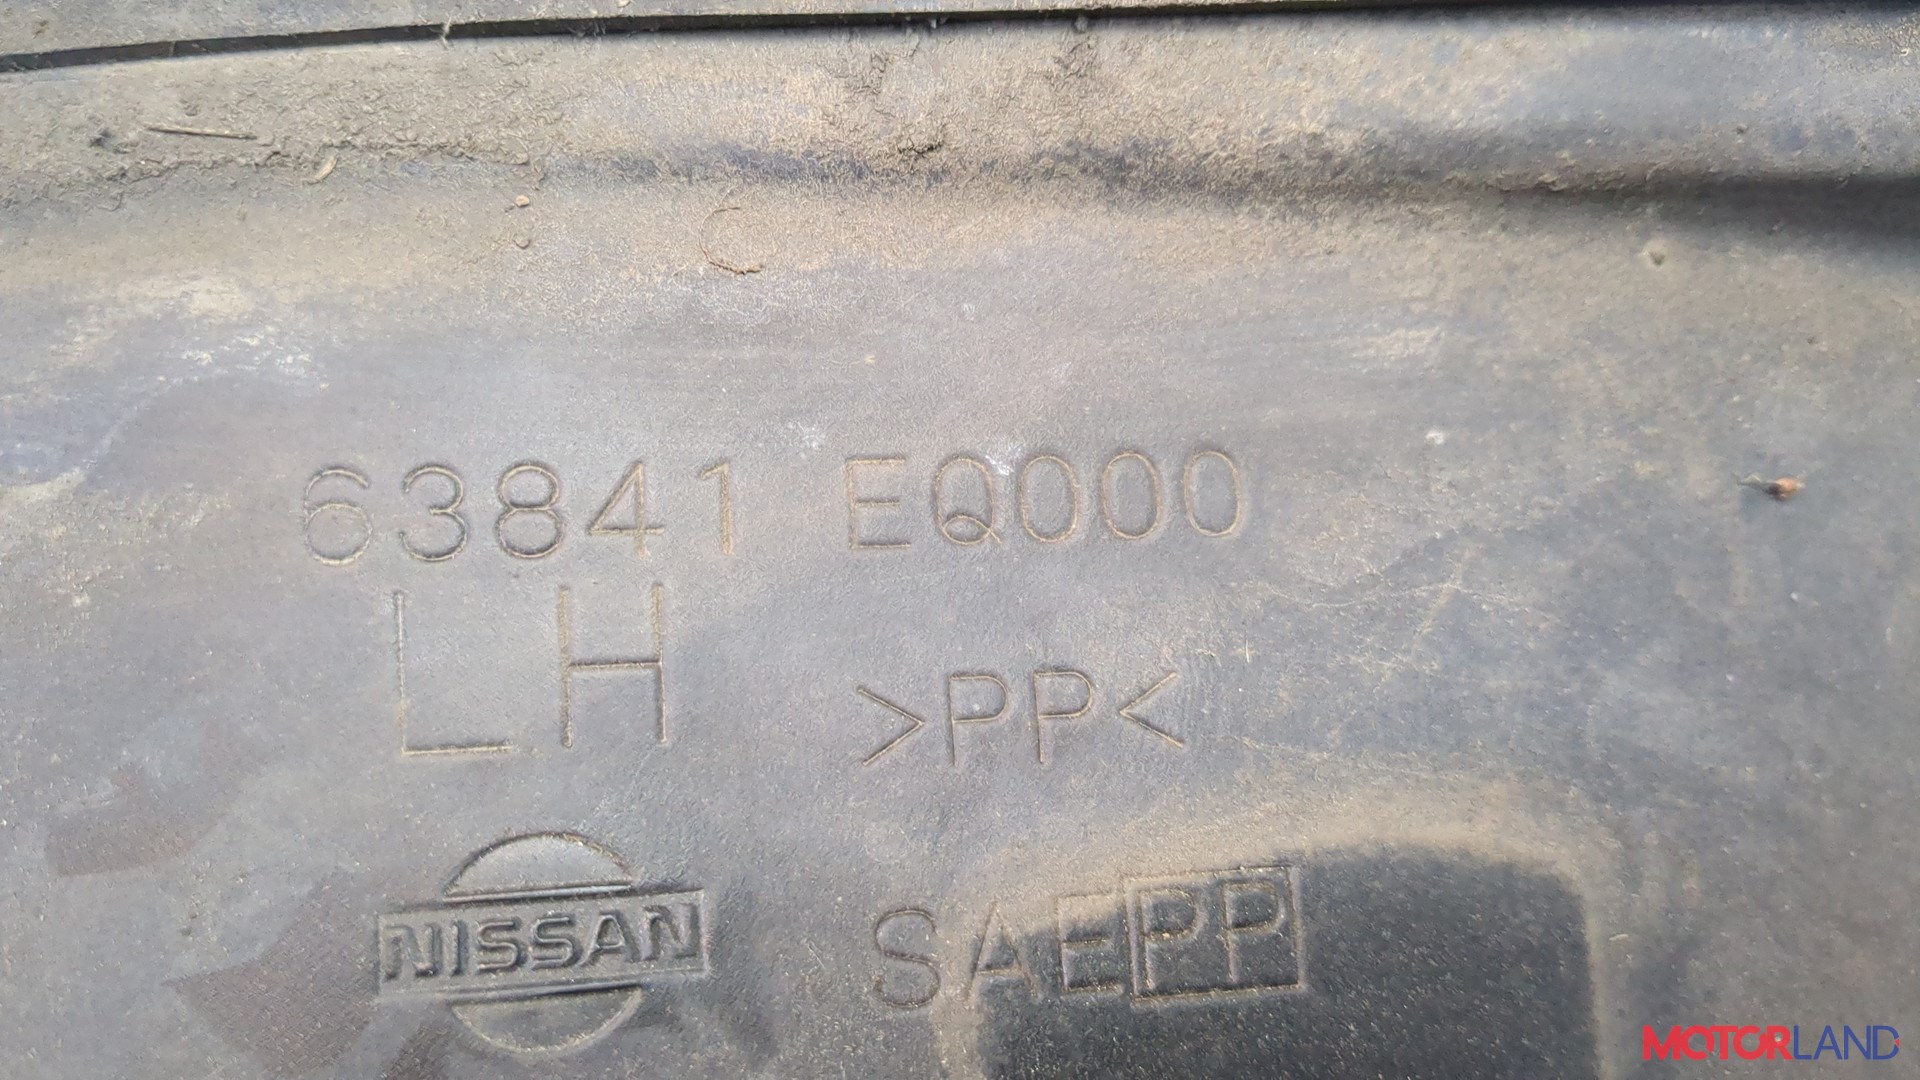 63841 EQ000
LH >PP<
NISSAN SAEPP
MOTORLAND